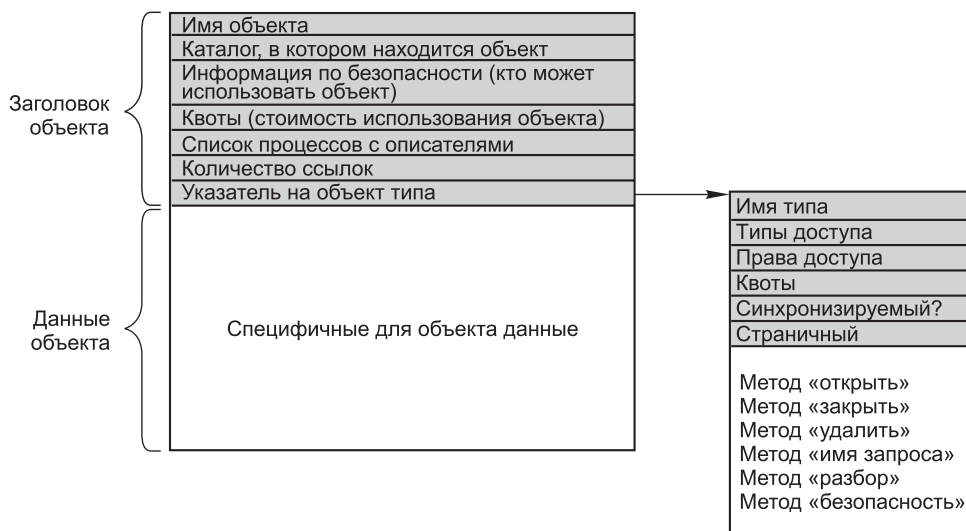 Заголовок
объекта
Имя объекта
Каталог, в котором находится объект
Информация по безопасности (кто может
использовать объект)
Квоты (стоимость использования объекта)
Список процессов с описателями
Количество ссылок
Указатель на объект типа
Данные
объекта
Специфичные для объекта данные
Имя типа
Типы доступа
Права доступа
Квоты
Синхронизируемый?
Страничный
Метод «открыть»
Метод «закрыть»
Метод «удалить»
Метод «имя запроса»
Метод «разбор»
Метод «безопасность»